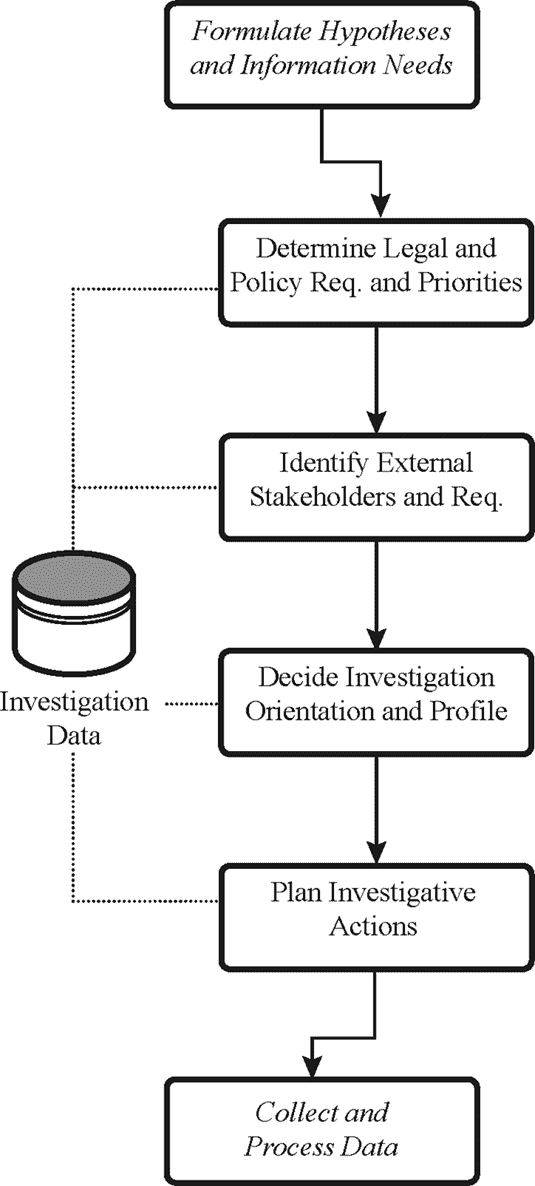 Formulate Hypotheses
and Information Needs
Determine Legal and
Policy Req. and Priorities
Identify External
Stakeholders and Req.
Investigation
Data
Decide Investigation
Orientation and Profile
Plan Investigative
Actions
Collect and
Process Data